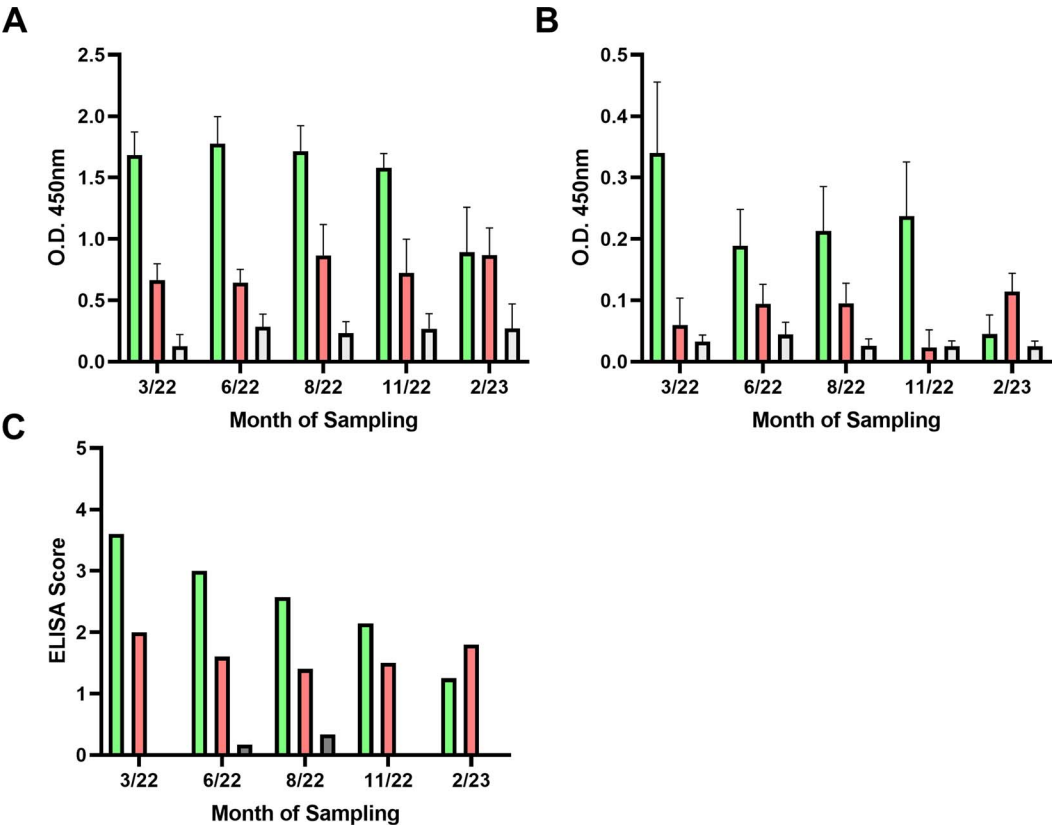 A
O.D. 450nm
2.5
2.0
1.5
1.0
0.5
0.0
3/22 6/22 8/22 11/22 2/23
Month of Sampling
B
O.D. 450nm
0.5
0.4
0.3
0.2
0.1
0.0
3/22 6/22 8/22 11/22 2/23
Month of Sampling
C
ELISA Score
5
4
3
2
1
0
3/22 6/22 8/22 11/22 2/23
Month of Sampling